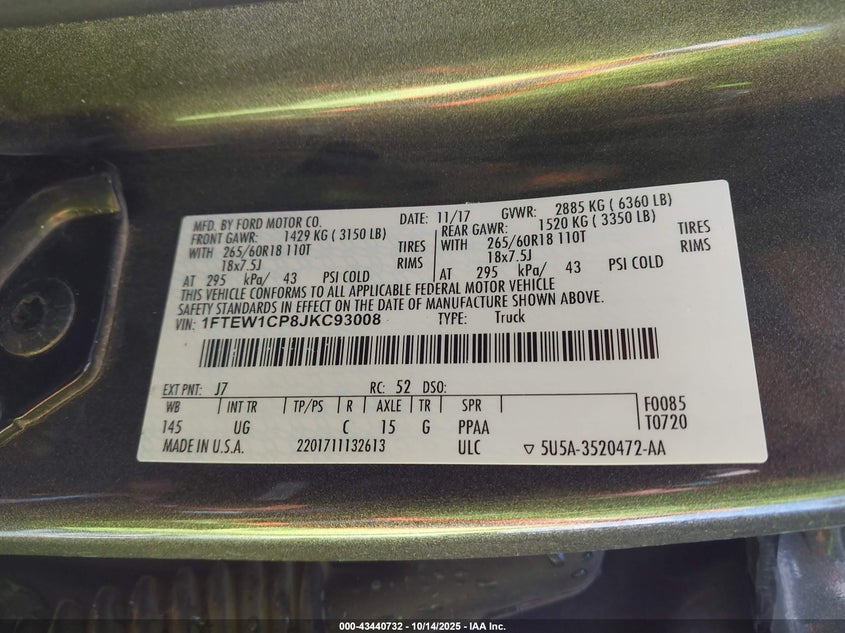 MFD. BY FORD MOTOR CO. DATE: 11/17 GVWR: 2885 KG ( 6360 LB)
FRONT GAWR: 1429 KG ( 3150 LB) REAR GAWR: 1520 KG ( 3350 LB)
WITH 265/60R18 110T TIRES WITH 265/60R18 110T TIRES
18x7.5J RIMS 18x7.5J RIMS
AT 295 kPa/ 43 PSI COLD AT 295 kPa/ 43 PSI COLD
THIS VEHICLE CONFORMS TO ALL APPLICABLE FEDERAL MOTOR VEHICLE
SAFETY STANDARDS IN EFFECT ON THE DATE OF MANUFACTURE SHOWN ABOVE.
VIN: 1FTEW1CP8JKC93008 TYPE: Truck
EXT PNT: J7 RC: 52 DSO:
WB INT TR TP/PS R AXLE TR SPR F0085
145 UG C 15 G PPAA T0720
MADE IN U.S.A. 2201711132613 ULC 5U5A-3520472-AA
000-43440732 - 10/14/2025 - IAA Inc.